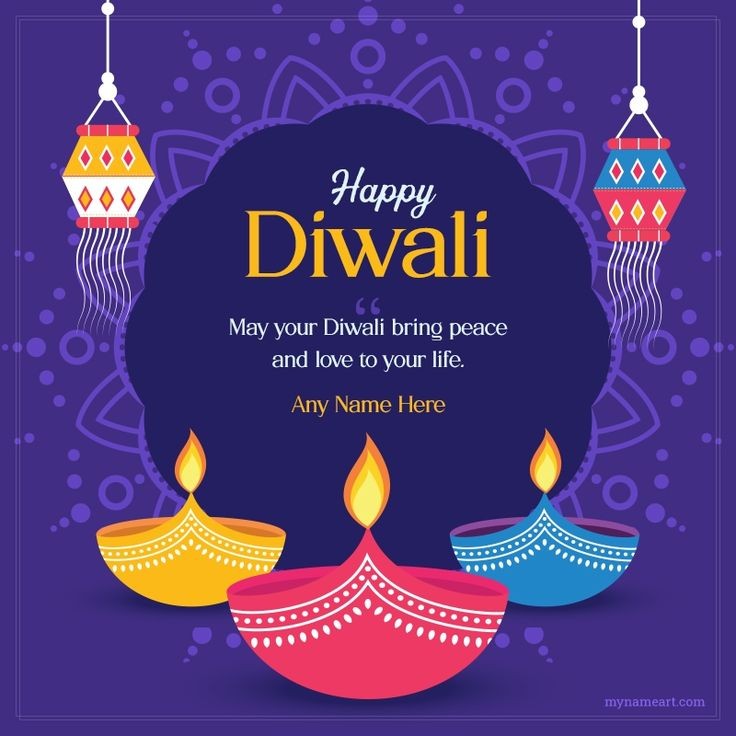 Happy
Diwali
“
May your Diwali bring peace
and love to your life.
Any Name Here
mynameart.com